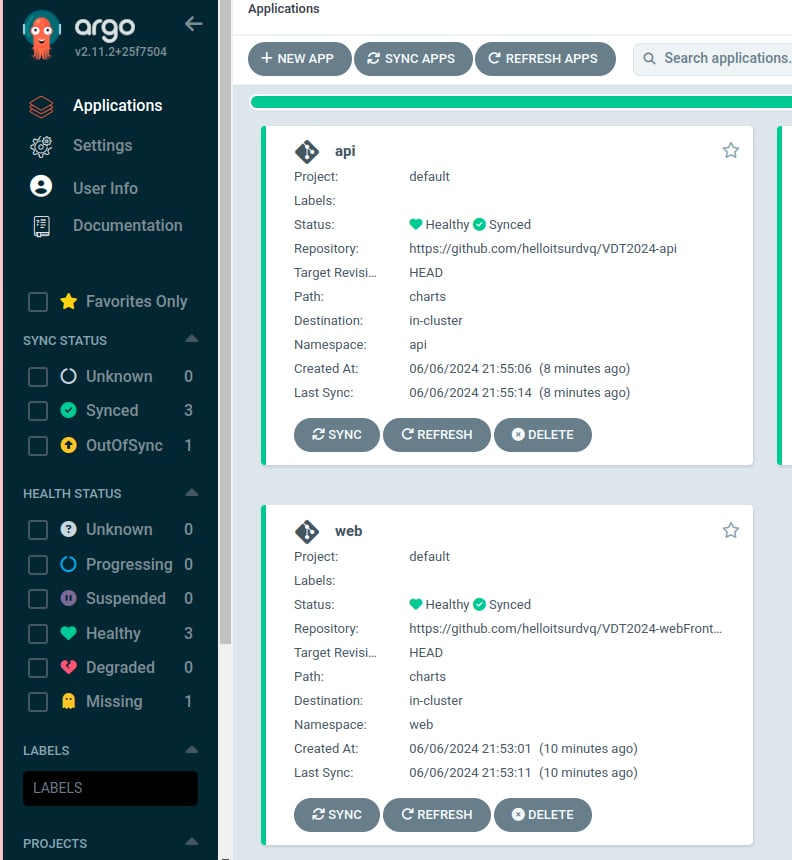 argo
v2.11.2+25f7504
Applications
Settings
User Info
Documentation
Favorites Only
SYNC STATUS
Unknown 0
Synced 3
OutOfSync 1
HEALTH STATUS
Unknown 0
Progressing 0
Suspended 0
Healthy 3
Degraded 0
Missing 1
LABELS
LABELS
PROJECTS
Applications
+ NEW APP SYNC APPS REFRESH APPS Search applications.
api
Project: default
Labels:
Status: Healthy Synced
Repository: https://github.com/helloitsurdvq/VDT2024-api
Target Revisi... HEAD
Path: charts
Destination: in-cluster
Namespace: api
Created At: 06/06/2024 21:55:06 (8 minutes ago)
Last Sync: 06/06/2024 21:55:14 (8 minutes ago)
SYNC REFRESH DELETE
web
Project: default
Labels:
Status: Healthy Synced
Repository: https://github.com/helloitsurdvq/VDT2024-webFront...
Target Revisi... HEAD
Path: charts
Destination: in-cluster
Namespace: web
Created At: 06/06/2024 21:53:01 (10 minutes ago)
Last Sync: 06/06/2024 21:53:11 (10 minutes ago)
SYNC REFRESH DELETE